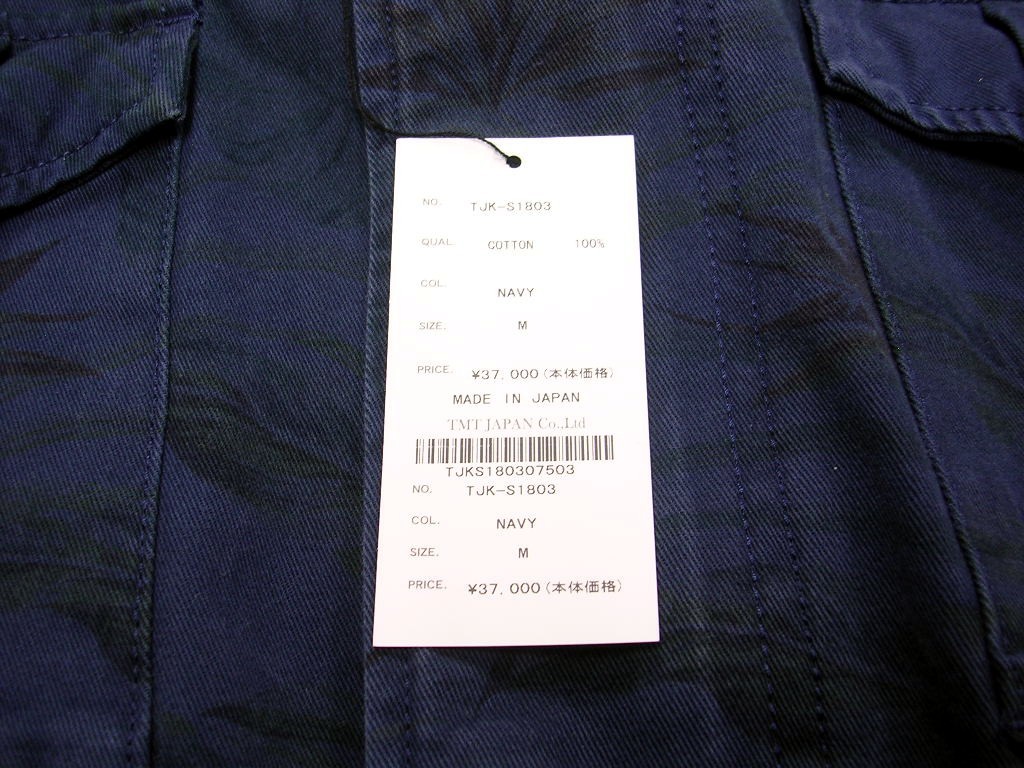 NO. TJK-S1803
QUAL. COTTON 100%
COL. NAVY
SIZE. M
PRICE. ¥37,000(本体価格)
MADE IN JAPAN
TMT JAPAN Co.,Ltd
TJKS180307503
NO. TJK-S1803
COL. NAVY
SIZE. M
PRICE. ¥37,000(本体価格)